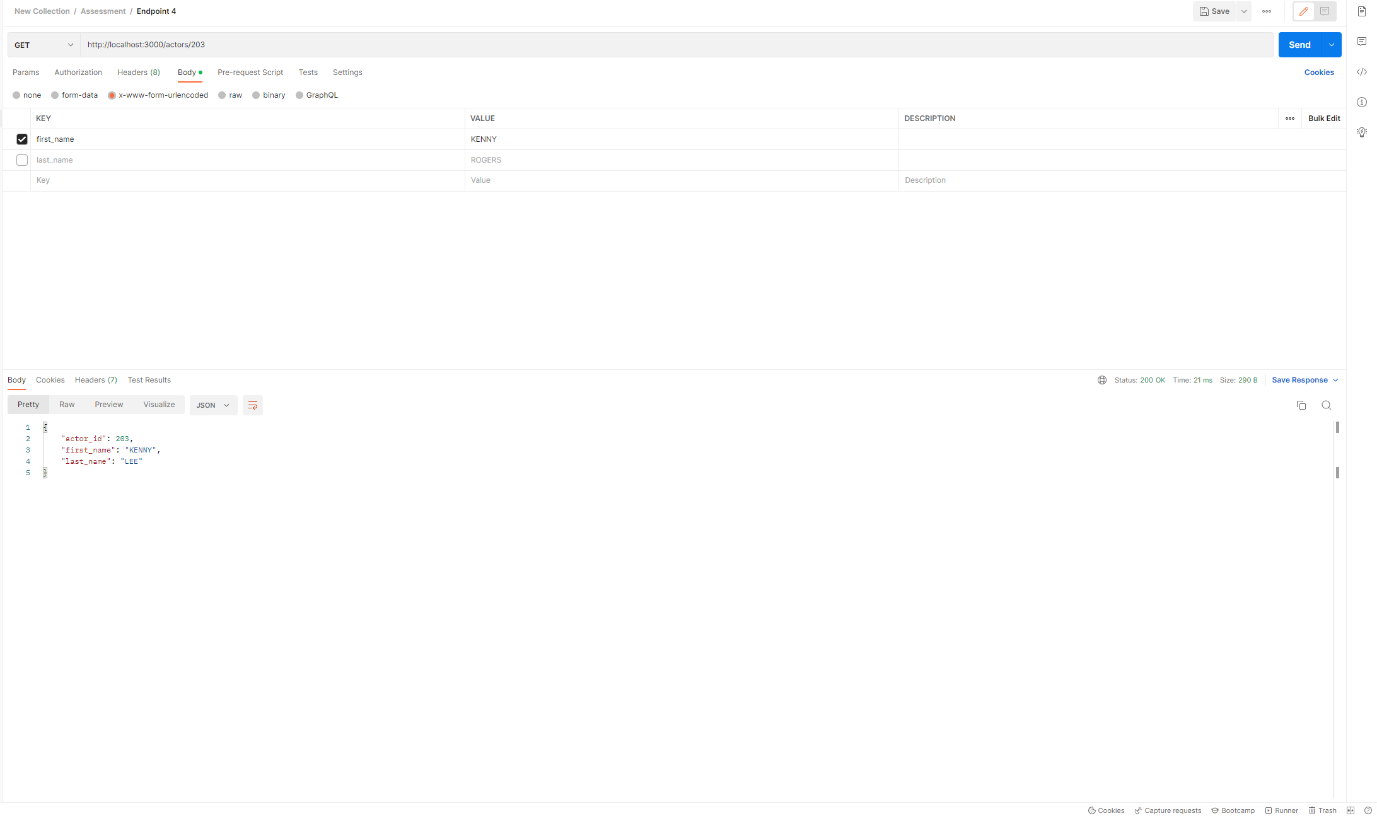 New Collection / Assessment / Endpoint 4
Save
GET http://localhost:3000/actors/203 Send
Params Authorization Headers (8) Body Pre-request Script Tests Settings Cookies
none form-data x-www-form-urlencoded raw binary GraphQL
KEY VALUE DESCRIPTION Bulk Edit
first_name KENNY
last_name ROGERS
Key Value Description
Body Cookies Headers (7) Test Results Status: 200 OK Time: 21 ms Size: 290 B Save Response
Pretty Raw Preview Visualize JSON
1 {
2 "actor_id": 203,
3 "first_name": "KENNY",
4 "last_name": "LEE"
5 }
Cookies Capture requests Bootcamp Runner Trash